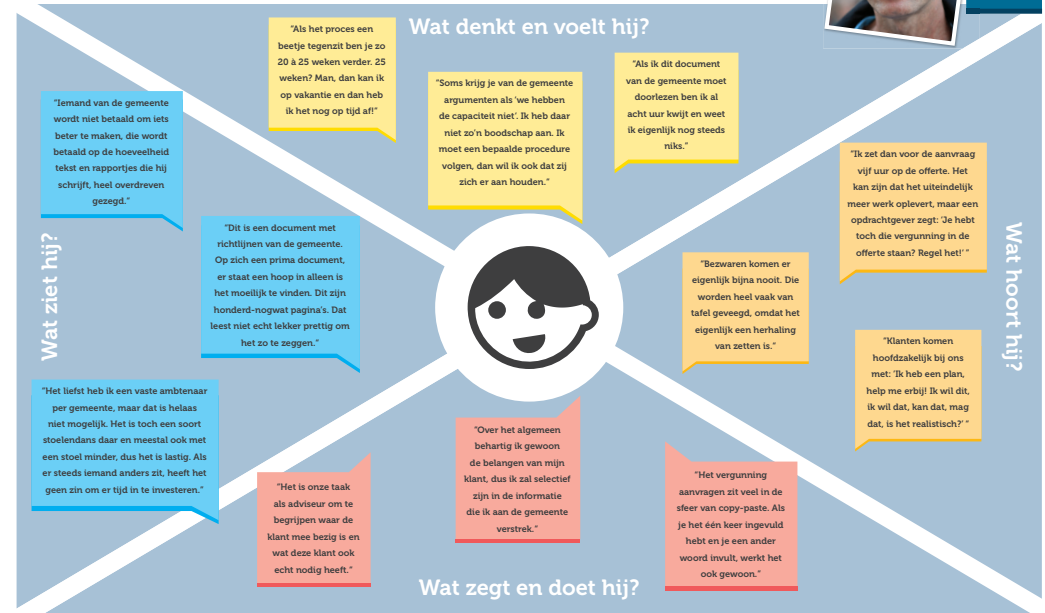 Wat denkt en voelt hij?
"Als het proces een
beetje tegenzit ben je zo
20 à 25 weken verder. 25
weken? Man, dan kan ik
op vakantie en dan heb
ik het nog op tijd af!"
"Soms krijg je van de gemeente
argumenten als 'we hebben
de capaciteit niet'. Ik heb daar
niet zo'n boodschap aan. Ik
moet een bepaalde procedure
volgen, dan wil ik ook dat zij
zich er aan houden."
"Als ik dit document
van de gemeente moet
doorlezen ben ik al
acht uur kwijt en weet
ik eigenlijk nog steeds
niks."
Wat ziet hij?
"Iemand van de gemeente
wordt niet betaald om iets
beter te maken, die wordt
betaald op de hoeveelheid
tekst en rapportjes die hij
schrijft, heel overdreven
gezegd."
"Dit is een document met
richtlijnen van de gemeente.
Op zich een prima document,
er staat een hoop in alleen is
het moeilijk te vinden. Dit zijn
honderd-nogwat pagina's. Dat
leest niet echt lekker prettig om
het zo te zeggen."
"Het liefst heb ik een vaste ambtenaar
per gemeente, maar dat is helaas
niet mogelijk. Het is toch een soort
stoelendans daar en meestal ook met
een stoel minder, dus het is lastig. Als
er steeds iemand anders zit, heeft het
geen zin om er tijd in te investeren."
Wat hoort hij?
"Ik zet dan voor de aanvraag
vijf uur op de offerte. Het
kan zijn dat het uiteindelijk
meer werk oplevert, maar een
opdrachtgever zegt: 'Je hebt
toch die vergunning in de
offerte staan? Regel het!' "
"Bezwaren komen er
eigenlijk bijna nooit. Die
worden heel vaak van
tafel geveegd, omdat het
eigenlijk een herhaling
van zetten is."
"Klanten komen
hoofdzakelijk bij ons
met: 'Ik heb een plan,
help me erbij! Ik wil dit,
ik wil dat, kan dat, mag
dat, is het realistisch?' "
"Het is onze taak
als adviseur om te
begrijpen waar de
klant mee bezig is en
wat deze klant ook
echt nodig heeft."
"Over het algemeen
behartig ik gewoon
de belangen van mijn
klant, dus ik zal selectief
zijn in de informatie
die ik aan de gemeente
verstrek."
"Het vergunning
aanvragen zit veel in de
sfeer van copy-paste. Als
je het één keer ingevuld
hebt en je een ander
woord invult, werkt het
ook gewoon."
Wat zegt en doet hij?